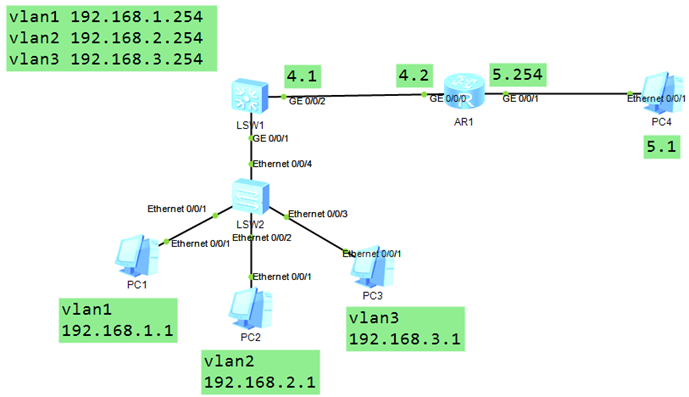 vlan1 192.168.1.254
vlan2 192.168.2.254
vlan3 192.168.3.254
4.1
4.2
5.254
GE 0/0/2
GE 0/0/0
GE 0/0/1
Ethernet 0/0/1
LSW1
AR1
PC4
GE 0/0/1
5.1
Ethernet 0/0/4
Ethernet 0/0/1
Ethernet 0/0/3
LSW2
Ethernet 0/0/1
Ethernet 0/0/2
Ethernet 0/0/1
Ethernet 0/0/1
PC1
PC3
vlan1
192.168.1.1
vlan3
192.168.3.1
PC2
vlan2
192.168.2.1